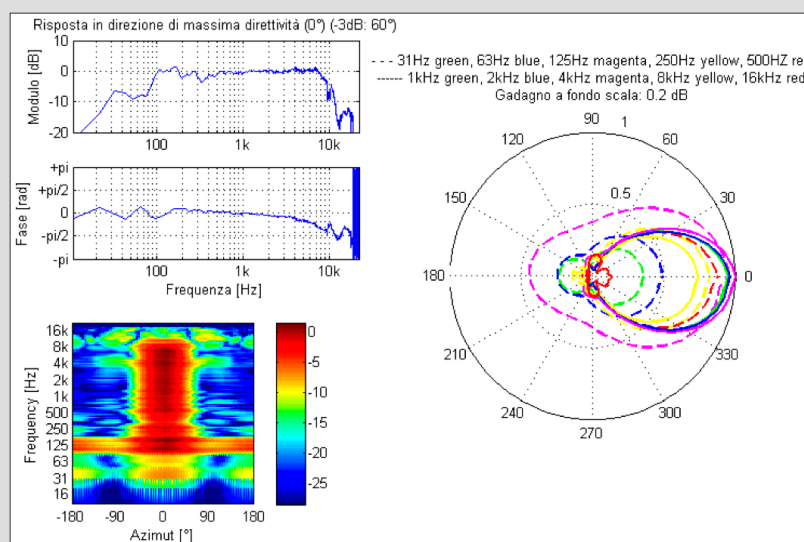 Risposta in direzione di massima direttività (0°) (-3dB: 60°)
10
0
-10
-20
Modulo [dB]
100
1k
10k
+pi
+pi/2
0
-pi/2
-pi
Fase [rad]
100
1k
10k
Frequenza [Hz]
- - - 31Hz green, 63Hz blue, 125Hz magenta, 250Hz yellow, 500HZ re
------ 1kHz green, 2kHz blue, 4kHz magenta, 8kHz yellow, 16kHz red
Gadagno a fondo scala: 0.2 dB
90
1
120
60
150
0.5
30
180
0
210
330
240
300
270
16k
8k
4k
2k
1k
500
250
125
63
31
16
Frequency [Hz]
-180
-90
0
90
180
Azimut [°]
0
-5
-10
-15
-20
-25